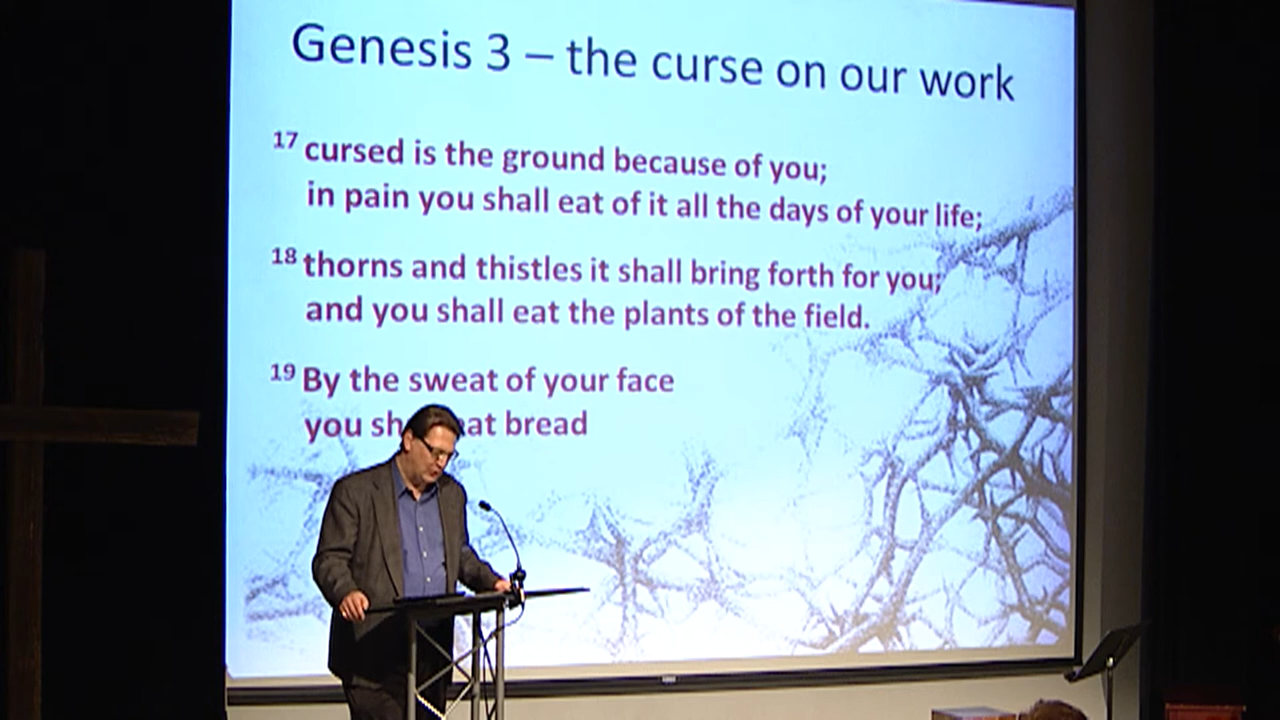 Genesis 3 – the curse on our work
17 cursed is the ground because of you;
in pain you shall eat of it all the days of your life;
18 thorns and thistles it shall bring forth for you;
and you shall eat the plants of the field.
19 By the sweat of your face
you eat bread